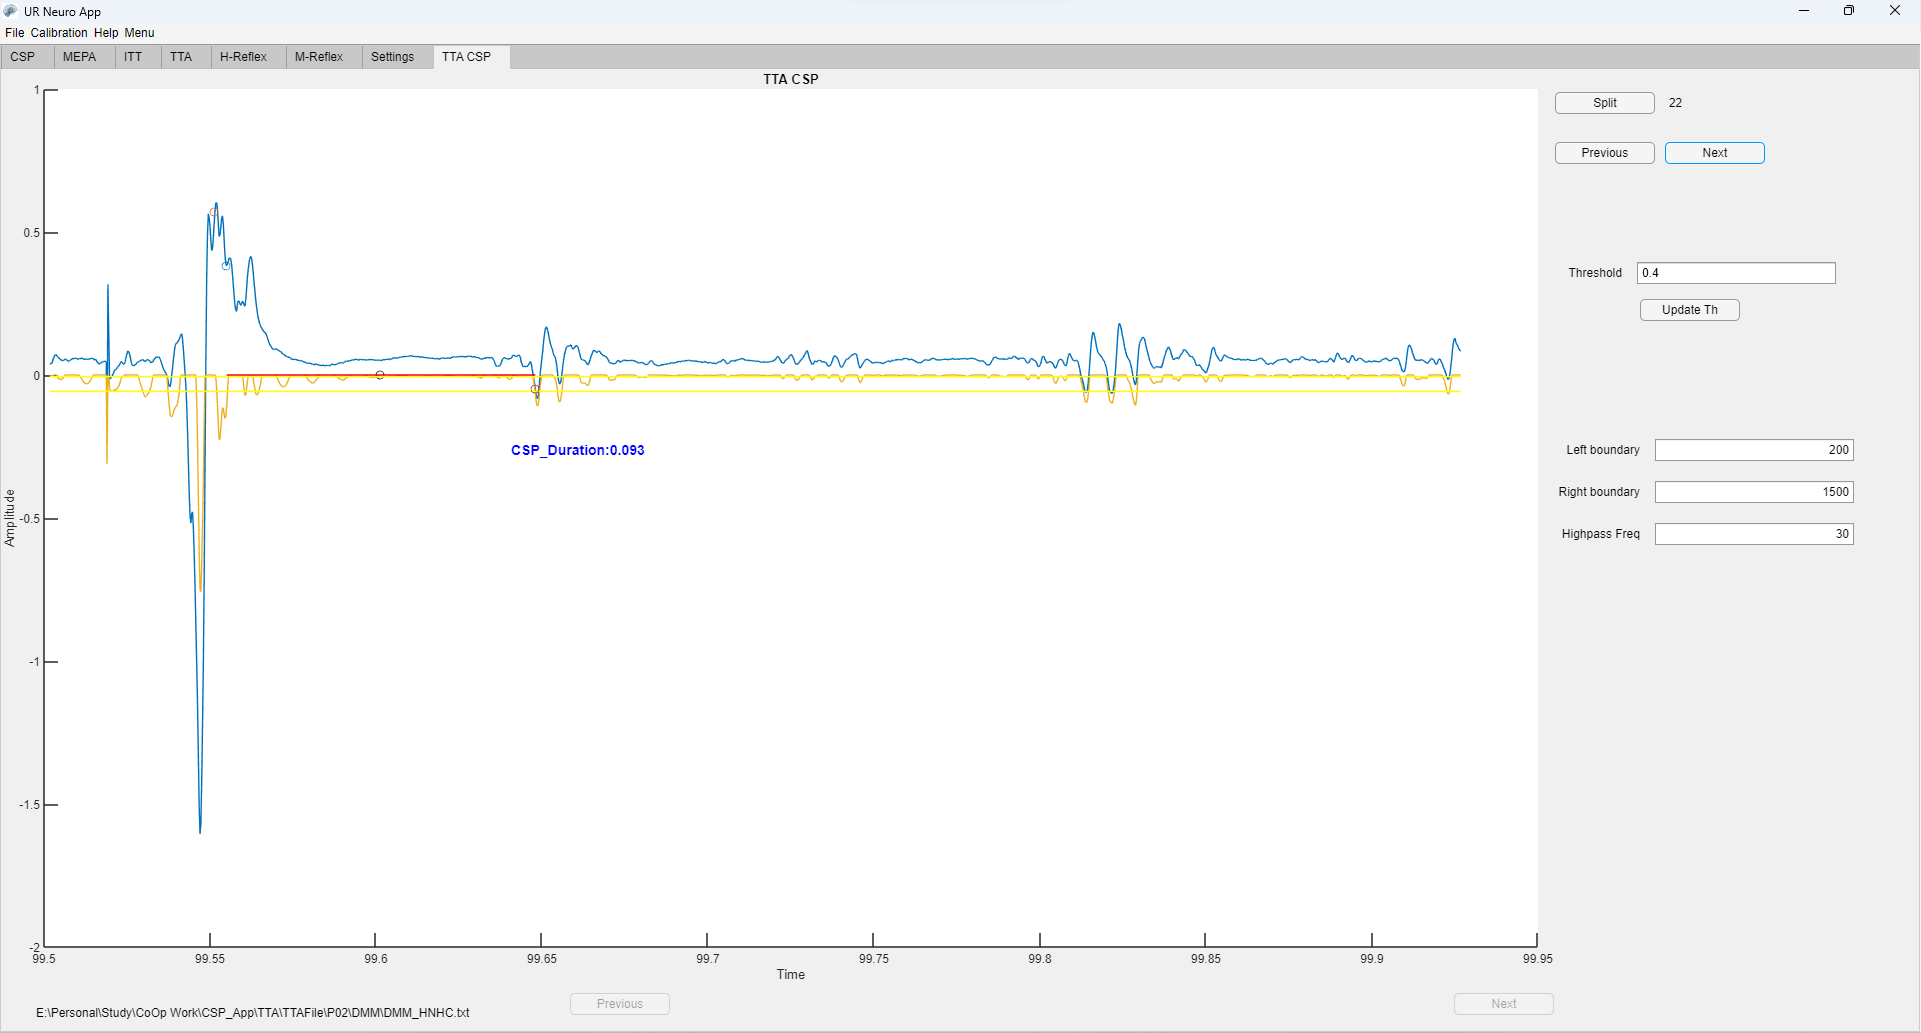 UR Neuro App
File Calibration Help Menu
CSP MEPA ITT TTA H-Reflex M-Reflex Settings TTA CSP
TTA CSP
Split 22
Previous Next
Threshold 0.4
Update Th
Left boundary 200
Right boundary 1500
Highpass Freq 30
1
0.5
0
-0.5
-1
-1.5
-2
Amplitude
CSP_Duration:0.093
99.5 99.55 99.6 99.65 99.7 99.75 99.8 99.85 99.9 99.95
Time
Previous Next
E:\Personal\Study\CoOp Work\CSP_App\TTA\TTAFile\P02\DMM\DMM_HNHC.txt